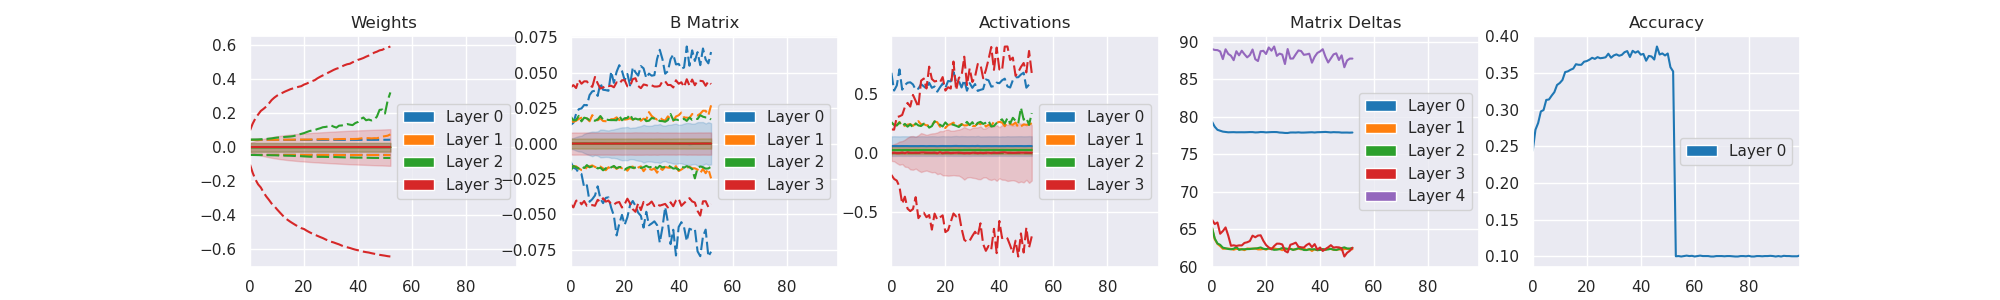 Weights
0.6
0.4
0.2
0.0
−0.2
−0.4
−0.6
0 20 40 60 80
Layer 0
Layer 1
Layer 2
Layer 3
B Matrix
0.075
0.050
0.025
0.000
−0.025
−0.050
−0.075
0 20 40 60 80
Layer 0
Layer 1
Layer 2
Layer 3
Activations
0.5
0.0
−0.5
0 20 40 60 80
Layer 0
Layer 1
Layer 2
Layer 3
Matrix Deltas
90
85
80
75
70
65
60
0 20 40 60 80
Layer 0
Layer 1
Layer 2
Layer 3
Layer 4
Accuracy
0.40
0.35
0.30
0.25
0.20
0.15
0.10
0 20 40 60 80
Layer 0